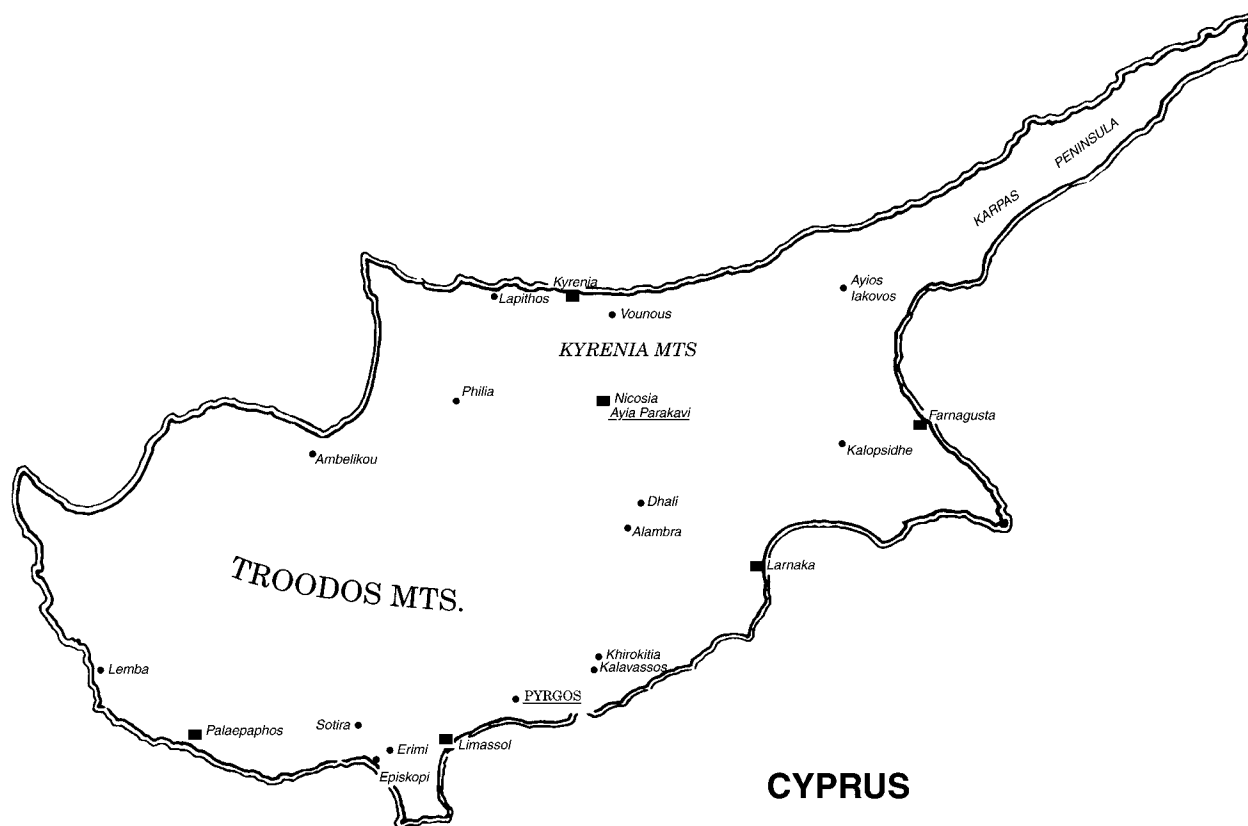 PENINSULA
KARPAS
Kyrenia
Ayios
Iakovos
Lapithos
Vounous
KYRENIA MTS
Philia
Nicosia
Ayia Parakavi
Farnagusta
Ambelikou
Kalopsidhe
Dhali
Alambra
TROODOS MTS.
Larnaka
Khirokitia
Kalavassos
Lemba
PYRGOS
Palaepaphos
Sotira
Erimi
Limassol
Episkopi
CYPRUS